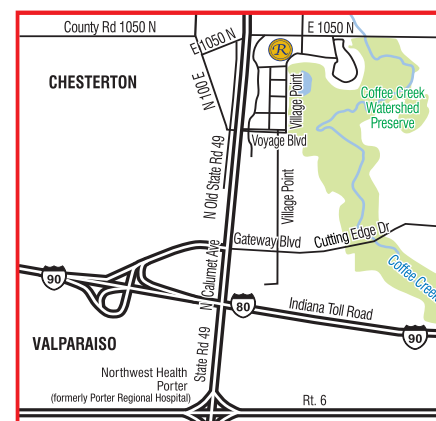 County Rd 1050 N
E 1050 N
E 1050 N
R
CHESTERTON
N 100 E
Village Point
Coffee Creek
Watershed
Preserve
Voyage Blvd
N Old State Rd 49
Village Point
Gateway Blvd
Cutting Edge Dr
N Calumet Ave
Coffee Creek
90
80
Indiana Toll Road
90
VALPARAISO
State Rd 49
Northwest Health
Porter
(formerly Porter Regional Hospital)
Rt. 6